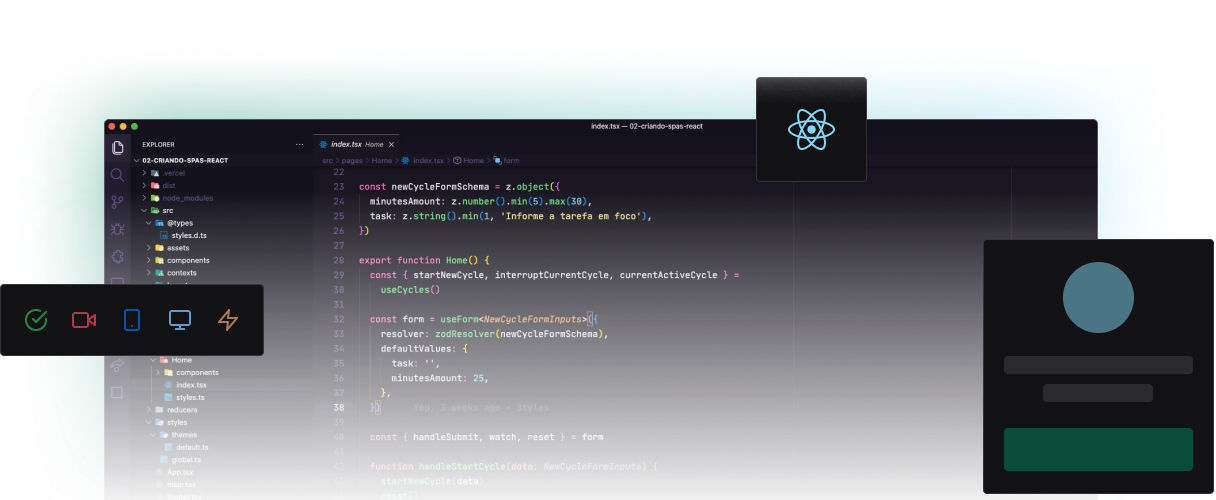 index.tsx — 02-criando-spas-react
EXPLORER
02-CRIANDO-SPAS-REACT
.vercel
dist
node_modules
src
@types
styles.d.ts
assets
components
contexts
Home
components
index.tsx
styles.ts
reducers
styles
themes
default.ts
global.ts
App.tsx
main.tsx
index.tsx Home ×
src > pages > Home > index.tsx > Home > form
22
23 const newCycleFormSchema = z.object({
24 minutesAmount: z.number().min(5).max(30),
25 task: z.string().min(1, 'Informe a tarefa em foco'),
26 })
27
28 export function Home() {
29 const { startNewCycle, interruptCurrentCycle, currentActiveCycle } =
30 useCycles()
31
32 const form = useForm<NewCycleFormInputs>({
33 resolver: zodResolver(newCycleFormSchema),
34 defaultValues: {
35 task: '',
36 minutesAmount: 25,
37 },
38 }) You, 3 weeks ago · Styles
39
40 const { handleSubmit, watch, reset } = form
41
42 function handleStartCycle(data: NewCycleFormInputs) {
startNewCycle(data)
reset()